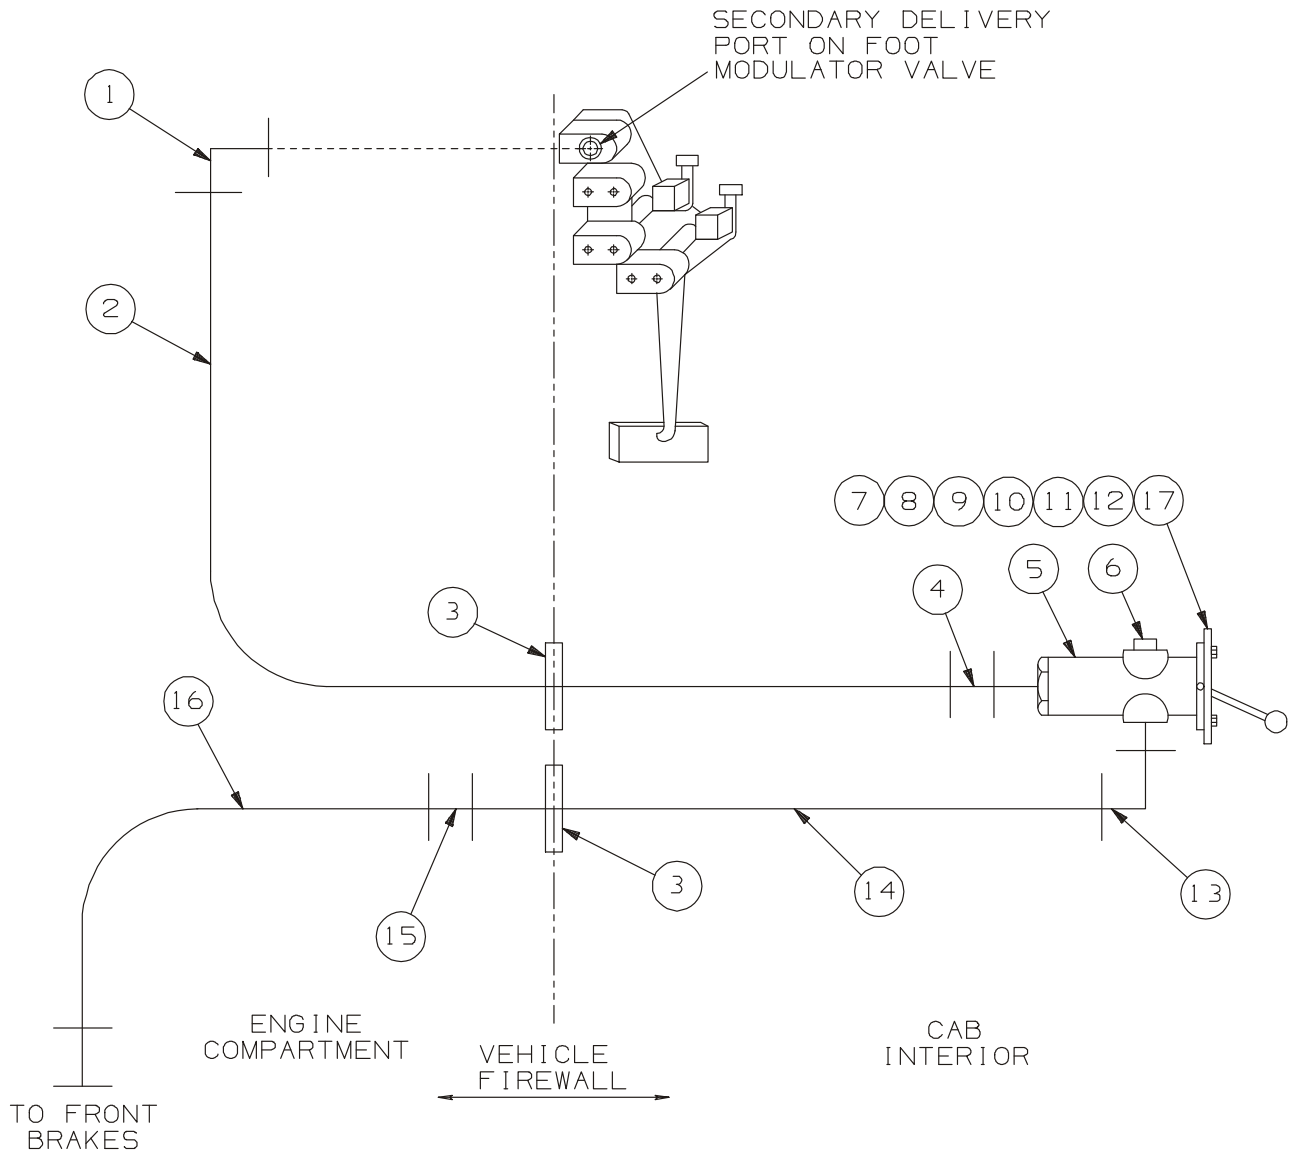 SECONDARY DELIVERY
PORT ON FOOT
MODULATOR VALVE
1
2
7 8 9 10 11 12 17
5 6
4
3
16
3
14
13
15
ENGINE
COMPARTMENT
VEHICLE
FIREWALL
CAB
INTERIOR
TO FRONT
BRAKES